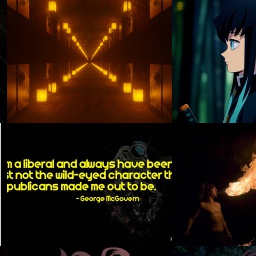 m a liberal and always have been
st not the wild-eyed character th
publicans made me out to be.
- George McGovern